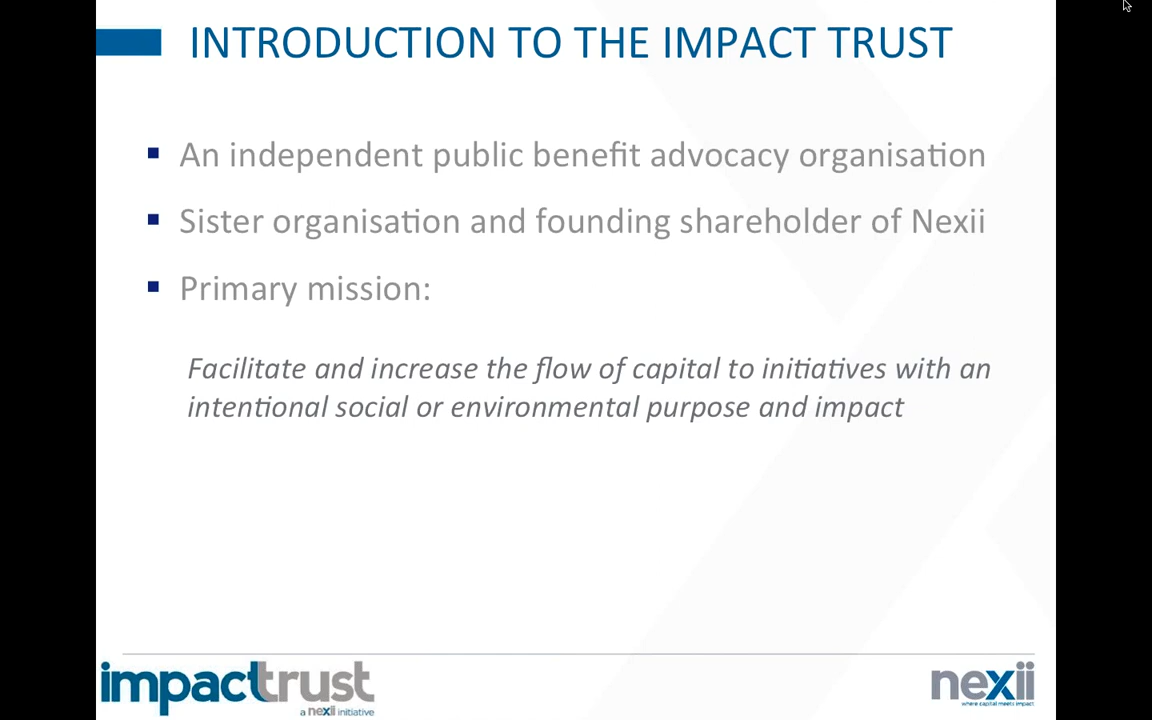 INTRODUCTION TO THE IMPACT TRUST
An independent public benefit advocacy organisation
Sister organisation and founding shareholder of Nexii
Primary mission:
Facilitate and increase the flow of capital to initiatives with an
intentional social or environmental purpose and impact
impacttrust
a nexii initiative
nexii
where capital meets impact